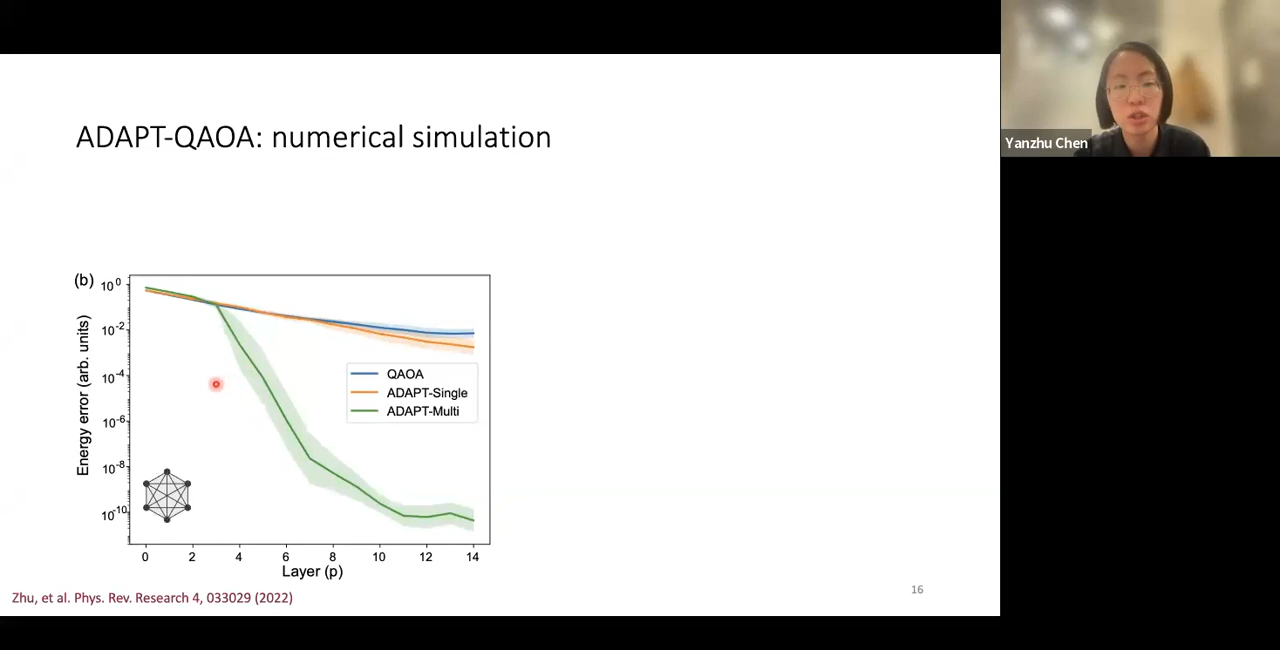 ADAPT-QAOA: numerical simulation
Yanzhu Chen
(b)
10^0
10^-2
10^-4
10^-6
10^-8
10^-10
Energy error (arb. units)
QAOA
ADAPT-Single
ADAPT-Multi
0 2 4 6 8 10 12 14
Layer (p)
Zhu, et al. Phys. Rev. Research 4, 033029 (2022)
16